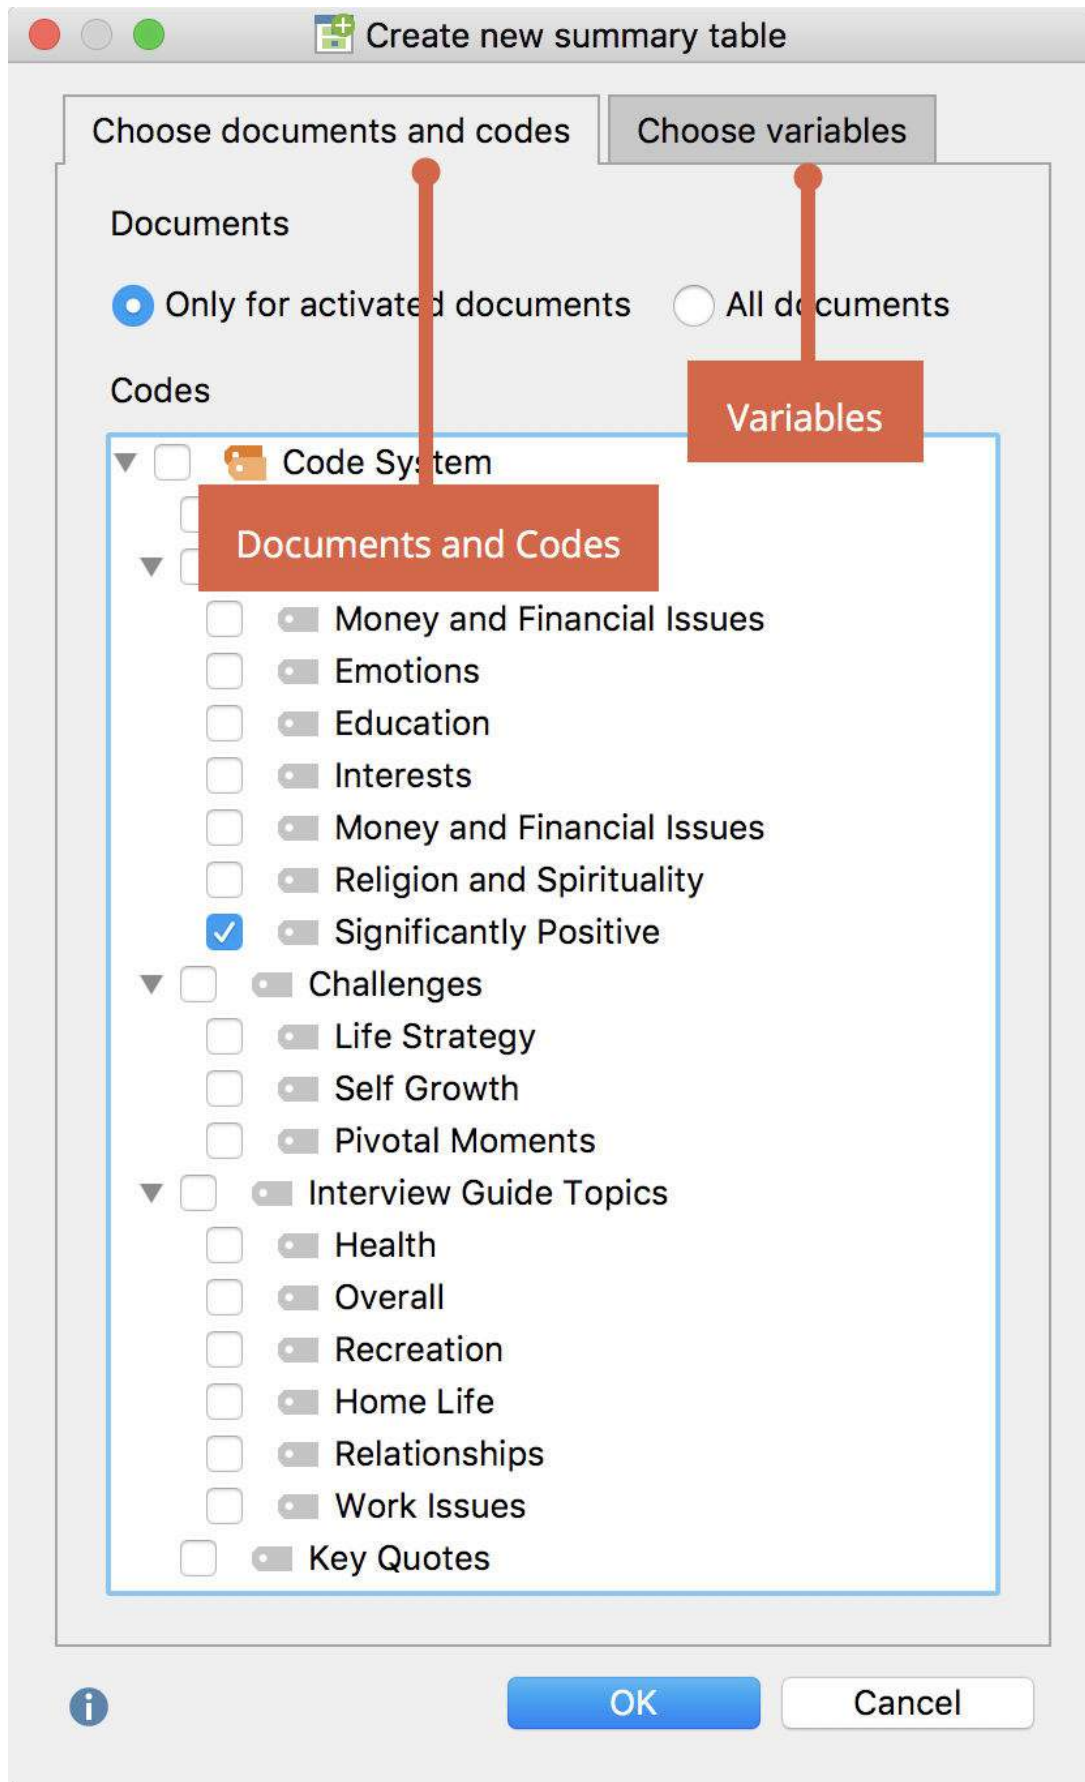 Create new summary table
Choose documents and codes
Choose variables
Documents
Only for activated documents
All documents
Codes
Variables
Code System
Documents and Codes
Money and Financial Issues
Emotions
Education
Interests
Money and Financial Issues
Religion and Spirituality
Significantly Positive
Challenges
Life Strategy
Self Growth
Pivotal Moments
Interview Guide Topics
Health
Overall
Recreation
Home Life
Relationships
Work Issues
Key Quotes
OK
Cancel